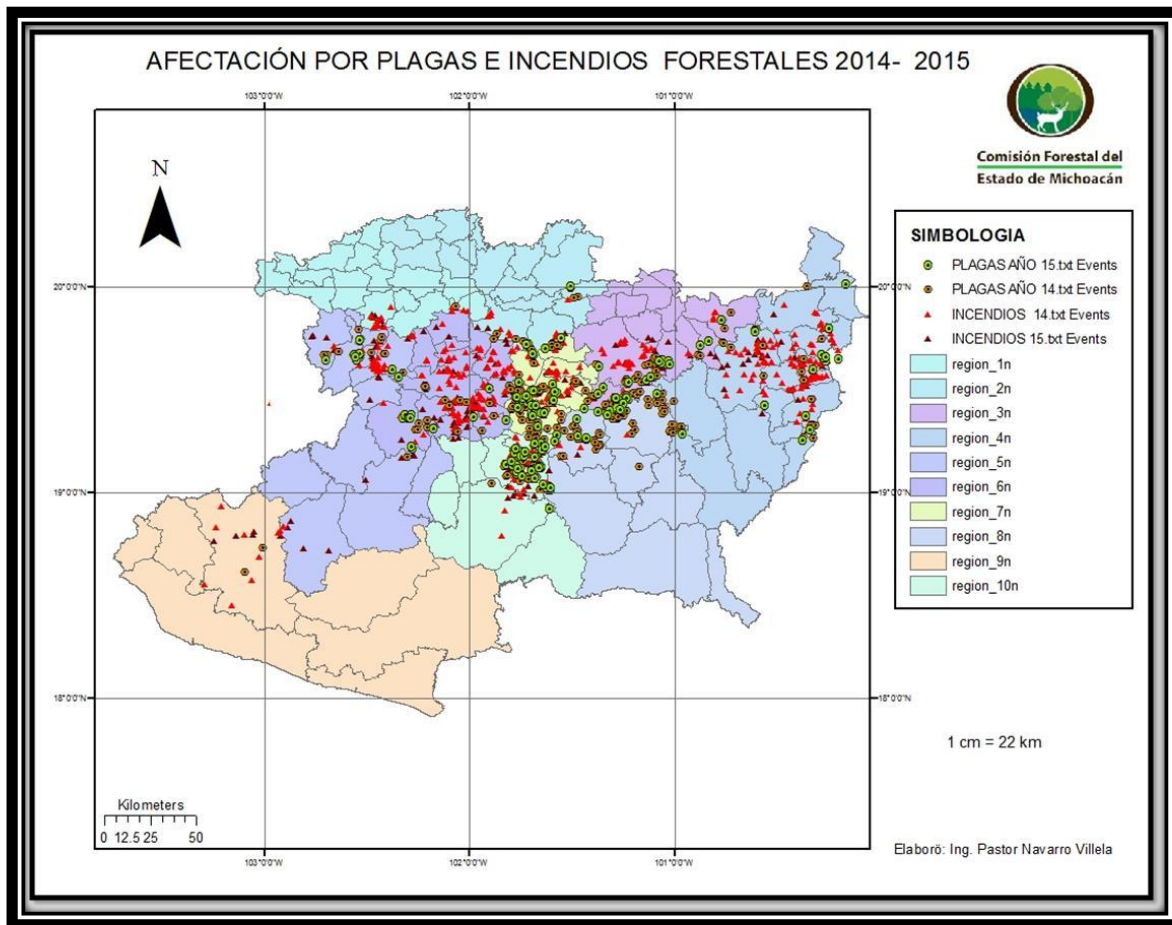 AFECTACIÓN POR PLAGAS E INCENDIOS FORESTALES 2014- 2015
Comisión Forestal del
Estado de Michoacán
103°0'0"W 102°0'0"W 101°0'0"W
N
SIMBOLOGIA
PLAGAS AÑO 15.txt Events
PLAGAS AÑO 14.txt Events
INCENDIOS 14.txt Events
INCENDIOS 15.txt Events
region_1n
region_2n
region_3n
region_4n
region_5n
region_6n
region_7n
region_8n
region_9n
region_10n
20°0'0"N 20°0'0"N
19°0'0"N 19°0'0"N
18°0'0"N 18°0'0"N
1 cm = 22 km
Kilometers
0 12.5 25 50
103°0'0"W 102°0'0"W 101°0'0"W
Elaboró: Ing. Pastor Navarro Villela